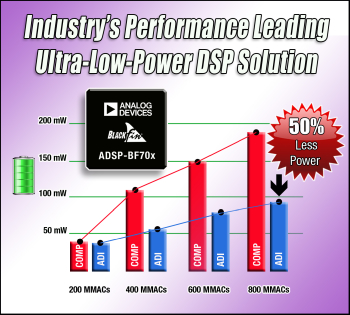 Industry's Performance Leading
Ultra-Low-Power DSP Solution
ANALOG
DEVICES
BLACKfin
ADSP-BF70x
50%
Less
Power
200 mW
150 mW
100 mW
50 mW
COMP
ADI
COMP
ADI
COMP
ADI
COMP
ADI
200 MMACs
400 MMACs
600 MMACs
800 MMACs